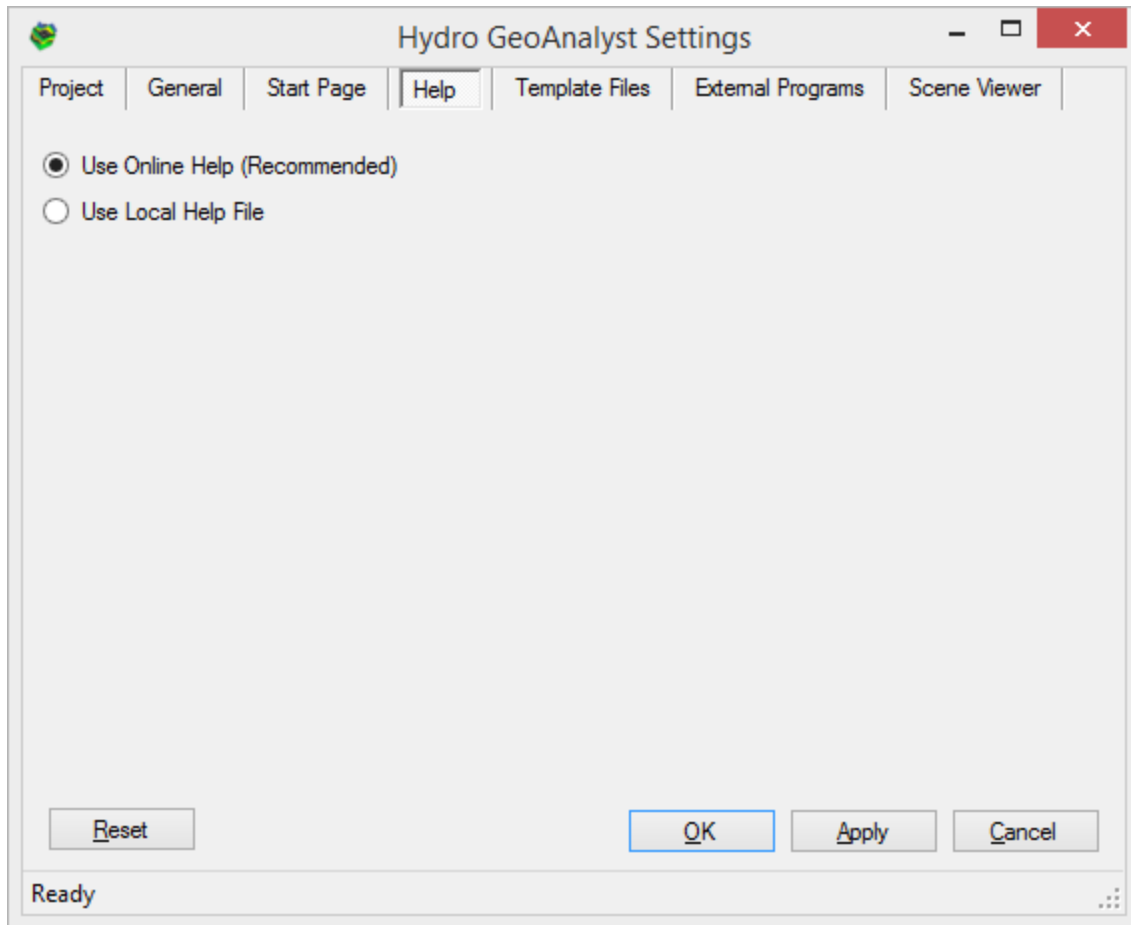 Hydro GeoAnalyst Settings
Project General Start Page Help Template Files External Programs Scene Viewer
Use Online Help (Recommended)
Use Local Help File
Reset OK Apply Cancel
Ready